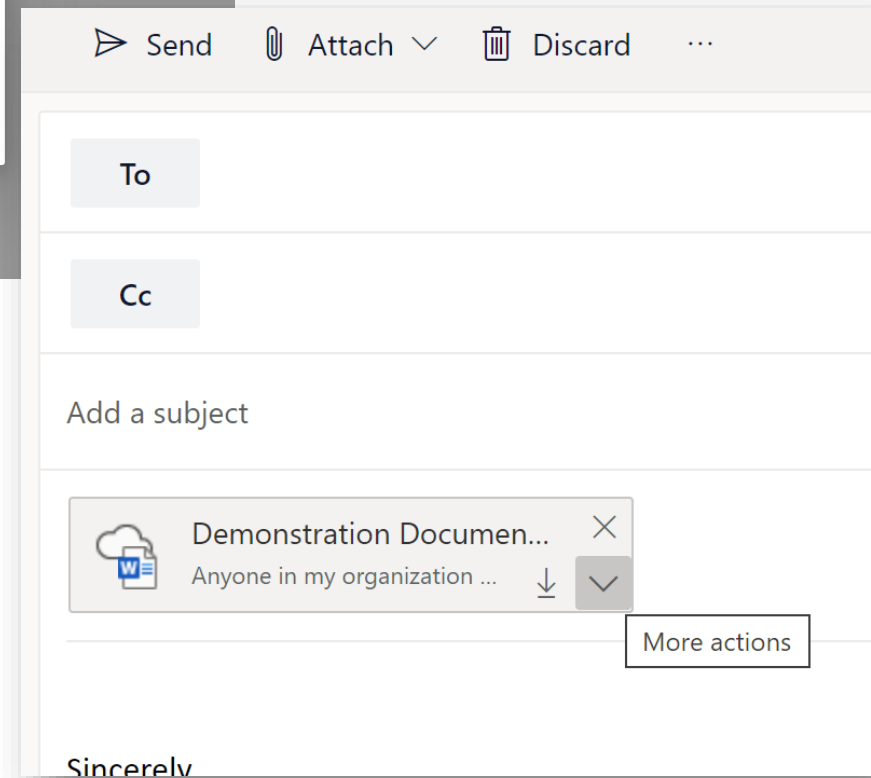 Send Attach Discard ...
To
Cc
Add a subject
Demonstration Documen...
Anyone in my organization ...
W
More actions
Sincerely